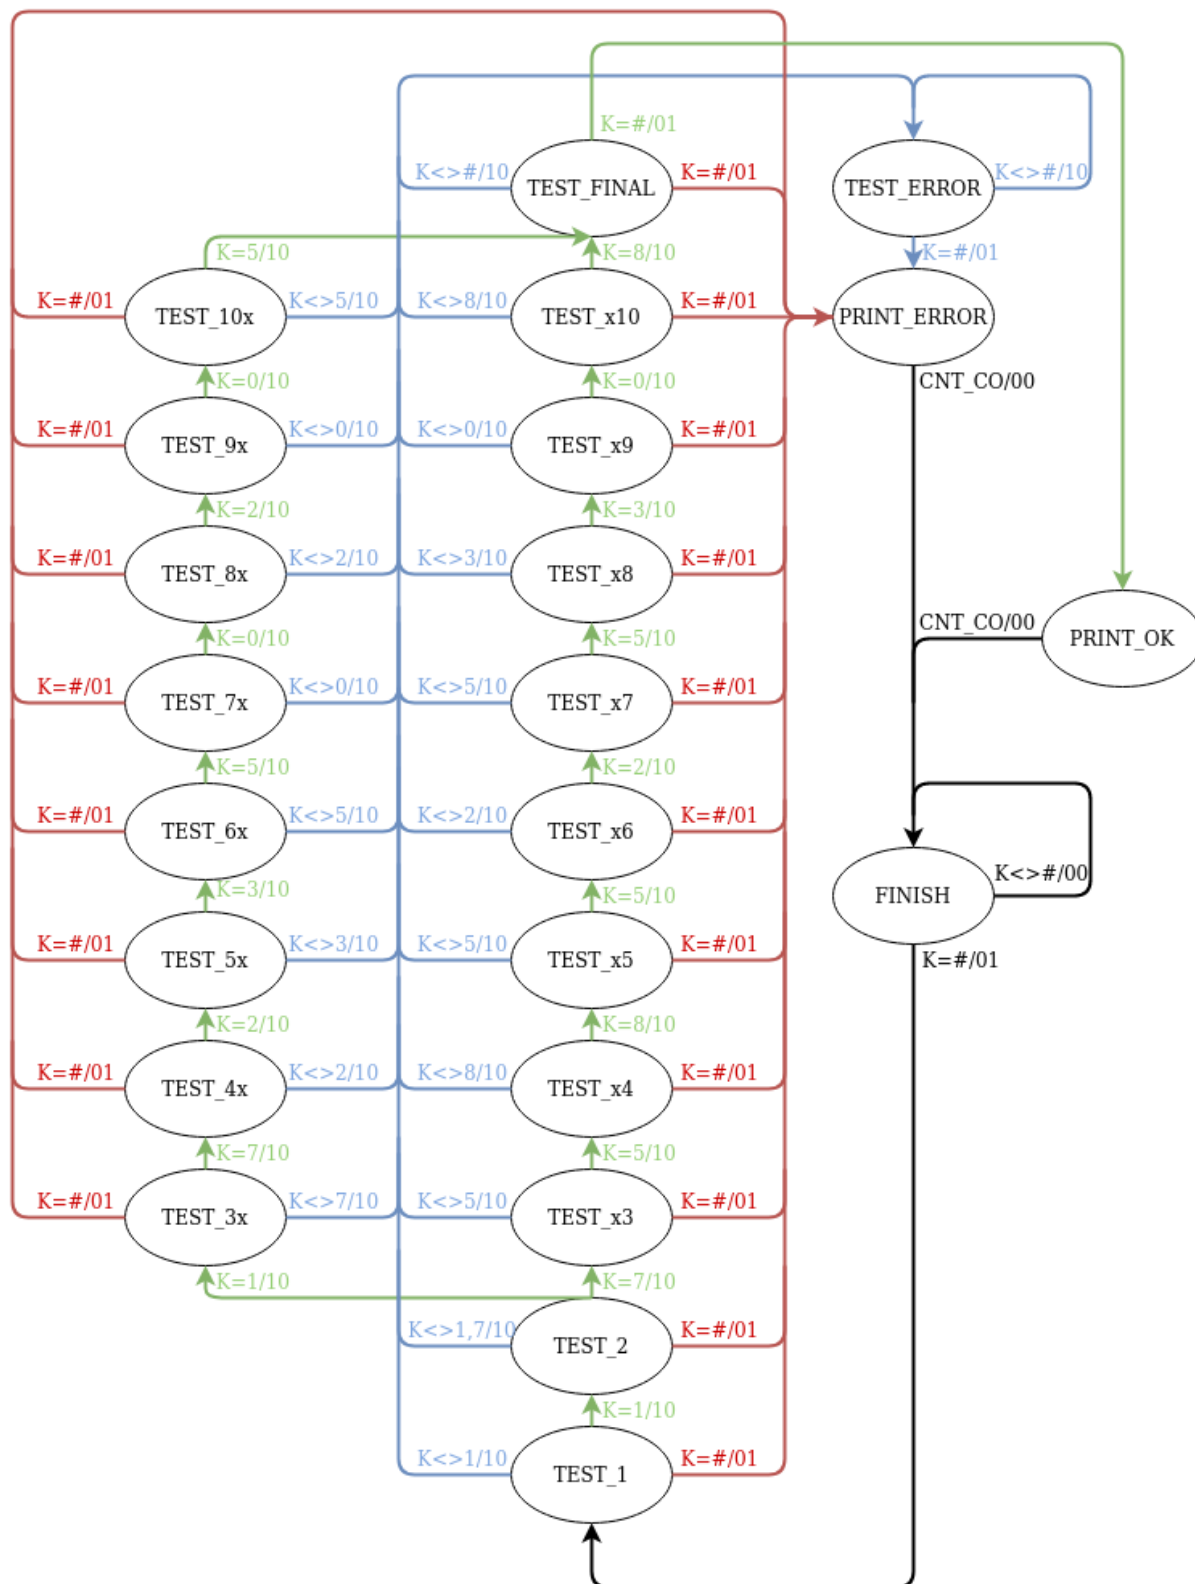 K=#/01
K<>#/10
TEST_FINAL
K=#/01
TEST_ERROR
K<>#/10
K=5/10
K=8/10
K=#/01
K=#/01
TEST_10x
K<>5/10
K<>8/10
TEST_x10
K=#/01
PRINT_ERROR
K=0/10
K=0/10
CNT_CO/00
K=#/01
TEST_9x
K<>0/10
K<>0/10
TEST_x9
K=#/01
K=2/10
K=3/10
K=#/01
TEST_8x
K<>2/10
K<>3/10
TEST_x8
K=#/01
K=0/10
K=5/10
CNT_CO/00
PRINT_OK
K=#/01
TEST_7x
K<>0/10
K<>5/10
TEST_x7
K=#/01
K=5/10
K=2/10
K=#/01
TEST_6x
K<>5/10
K<>2/10
TEST_x6
K=#/01
K=3/10
K=5/10
FINISH
K<>#/00
K=#/01
TEST_5x
K<>3/10
K<>5/10
TEST_x5
K=#/01
K=#/01
K=2/10
K=8/10
K=#/01
TEST_4x
K<>2/10
K<>8/10
TEST_x4
K=#/01
K=7/10
K=5/10
K=#/01
TEST_3x
K<>7/10
K<>5/10
TEST_x3
K=#/01
K=1/10
K=7/10
K<>1,7/10
TEST_2
K=#/01
K=1/10
K<>1/10
TEST_1
K=#/01